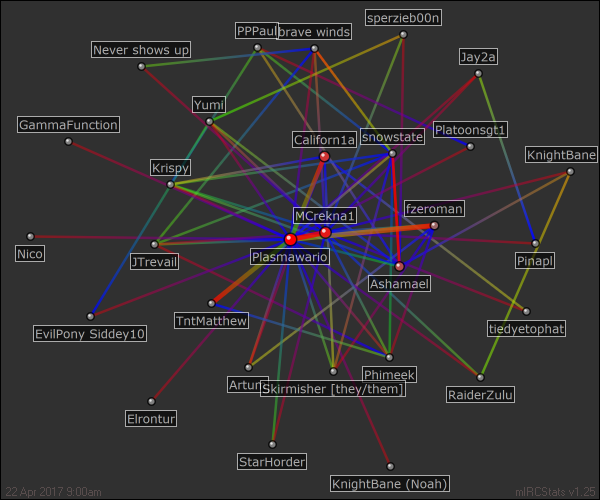 sperzieb00n
PPPaul
brave winds
Never shows up
Jay2a
Yumi
GammaFunction
Platoonsgt1
Californ1a
snowstate
KnightBane
Krispy
MCrekna1
fzeroman
Nico
JTrevail
Plasmawario
Pinapl
Ashamael
EvilPony Siddey10
TntMatthew
tiedyetophat
Phimeek
Artur
Skirmisher [they/them]
RaiderZulu
Elrontur
StarHorder
KnightBane (Noah)
22 Apr 2017 9:00am
mIRCStats v1.25